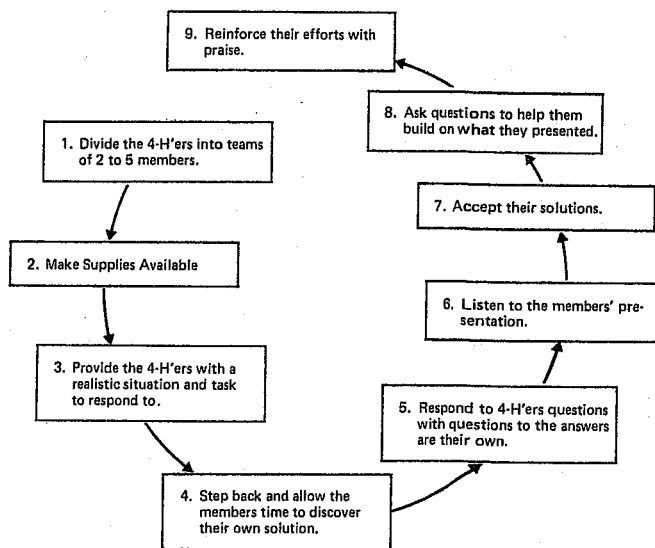 1. Divide the 4-H'ers into teams
of 2 to 5 members.
2. Make Supplies Available
3. Provide the 4-H'ers with a
realistic situation and task
to respond to.
4. Step back and allow the
members time to discover
their own solution.
5. Respond to 4-H'ers questions
with questions to the answers
are their own.
6. Listen to the members' pre-
sentation.
7. Accept their solutions.
8. Ask questions to help them
build on what they presented.
9. Reinforce their efforts with
praise.